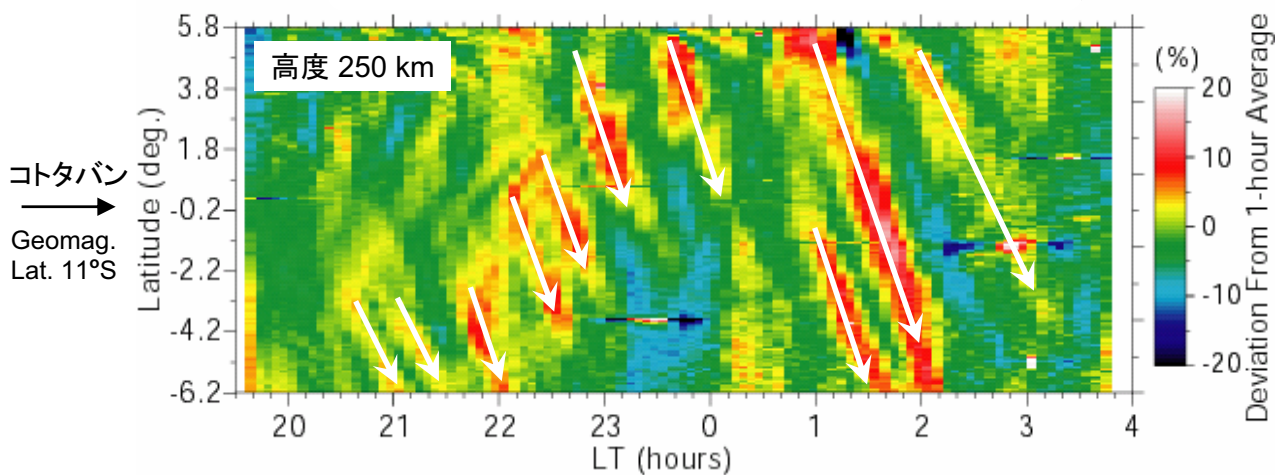 高度 250 km
コトタバン
Geomag.
Lat. 11ºS
Latitude (deg.)
5.8
3.8
1.8
-0.2
-2.2
-4.2
-6.2
20 21 22 23 0 1 2 3 4
LT (hours)
(%)
20
10
0
-10
-20
Deviation From 1-hour Average